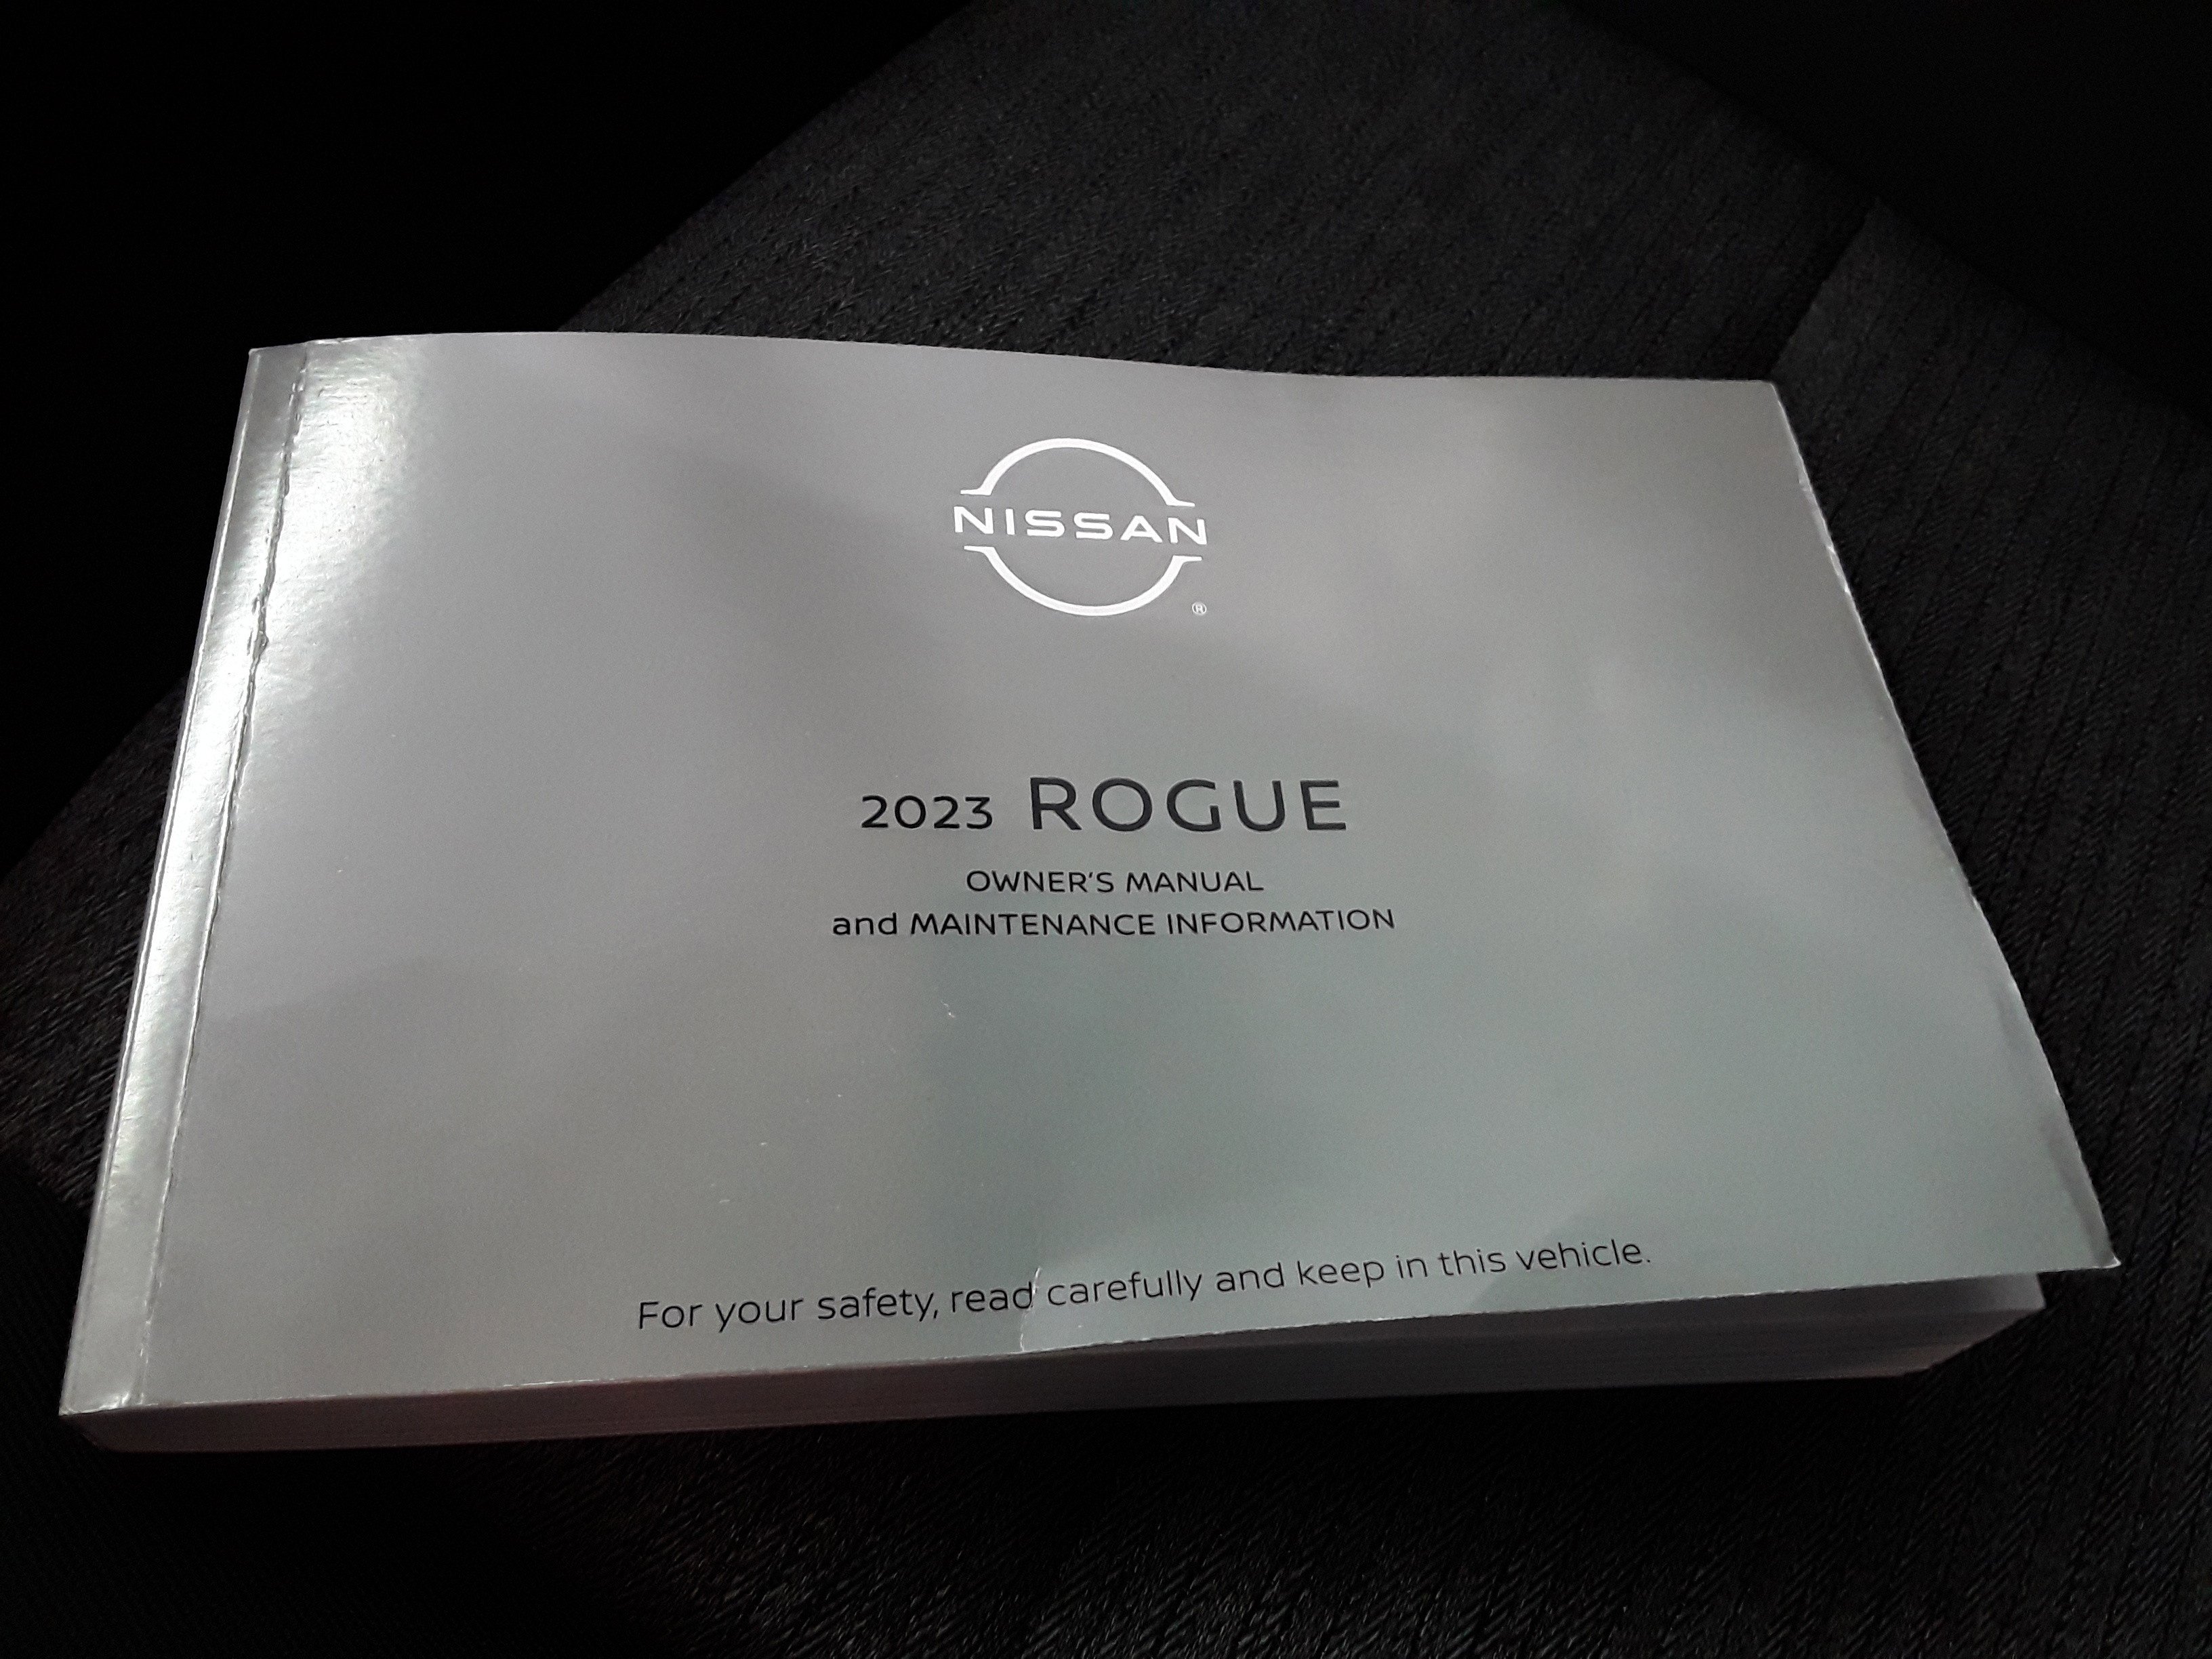 NISSAN
®
2023 ROGUE
OWNER'S MANUAL
and MAINTENANCE INFORMATION
For your safety, read carefully and keep in this vehicle.